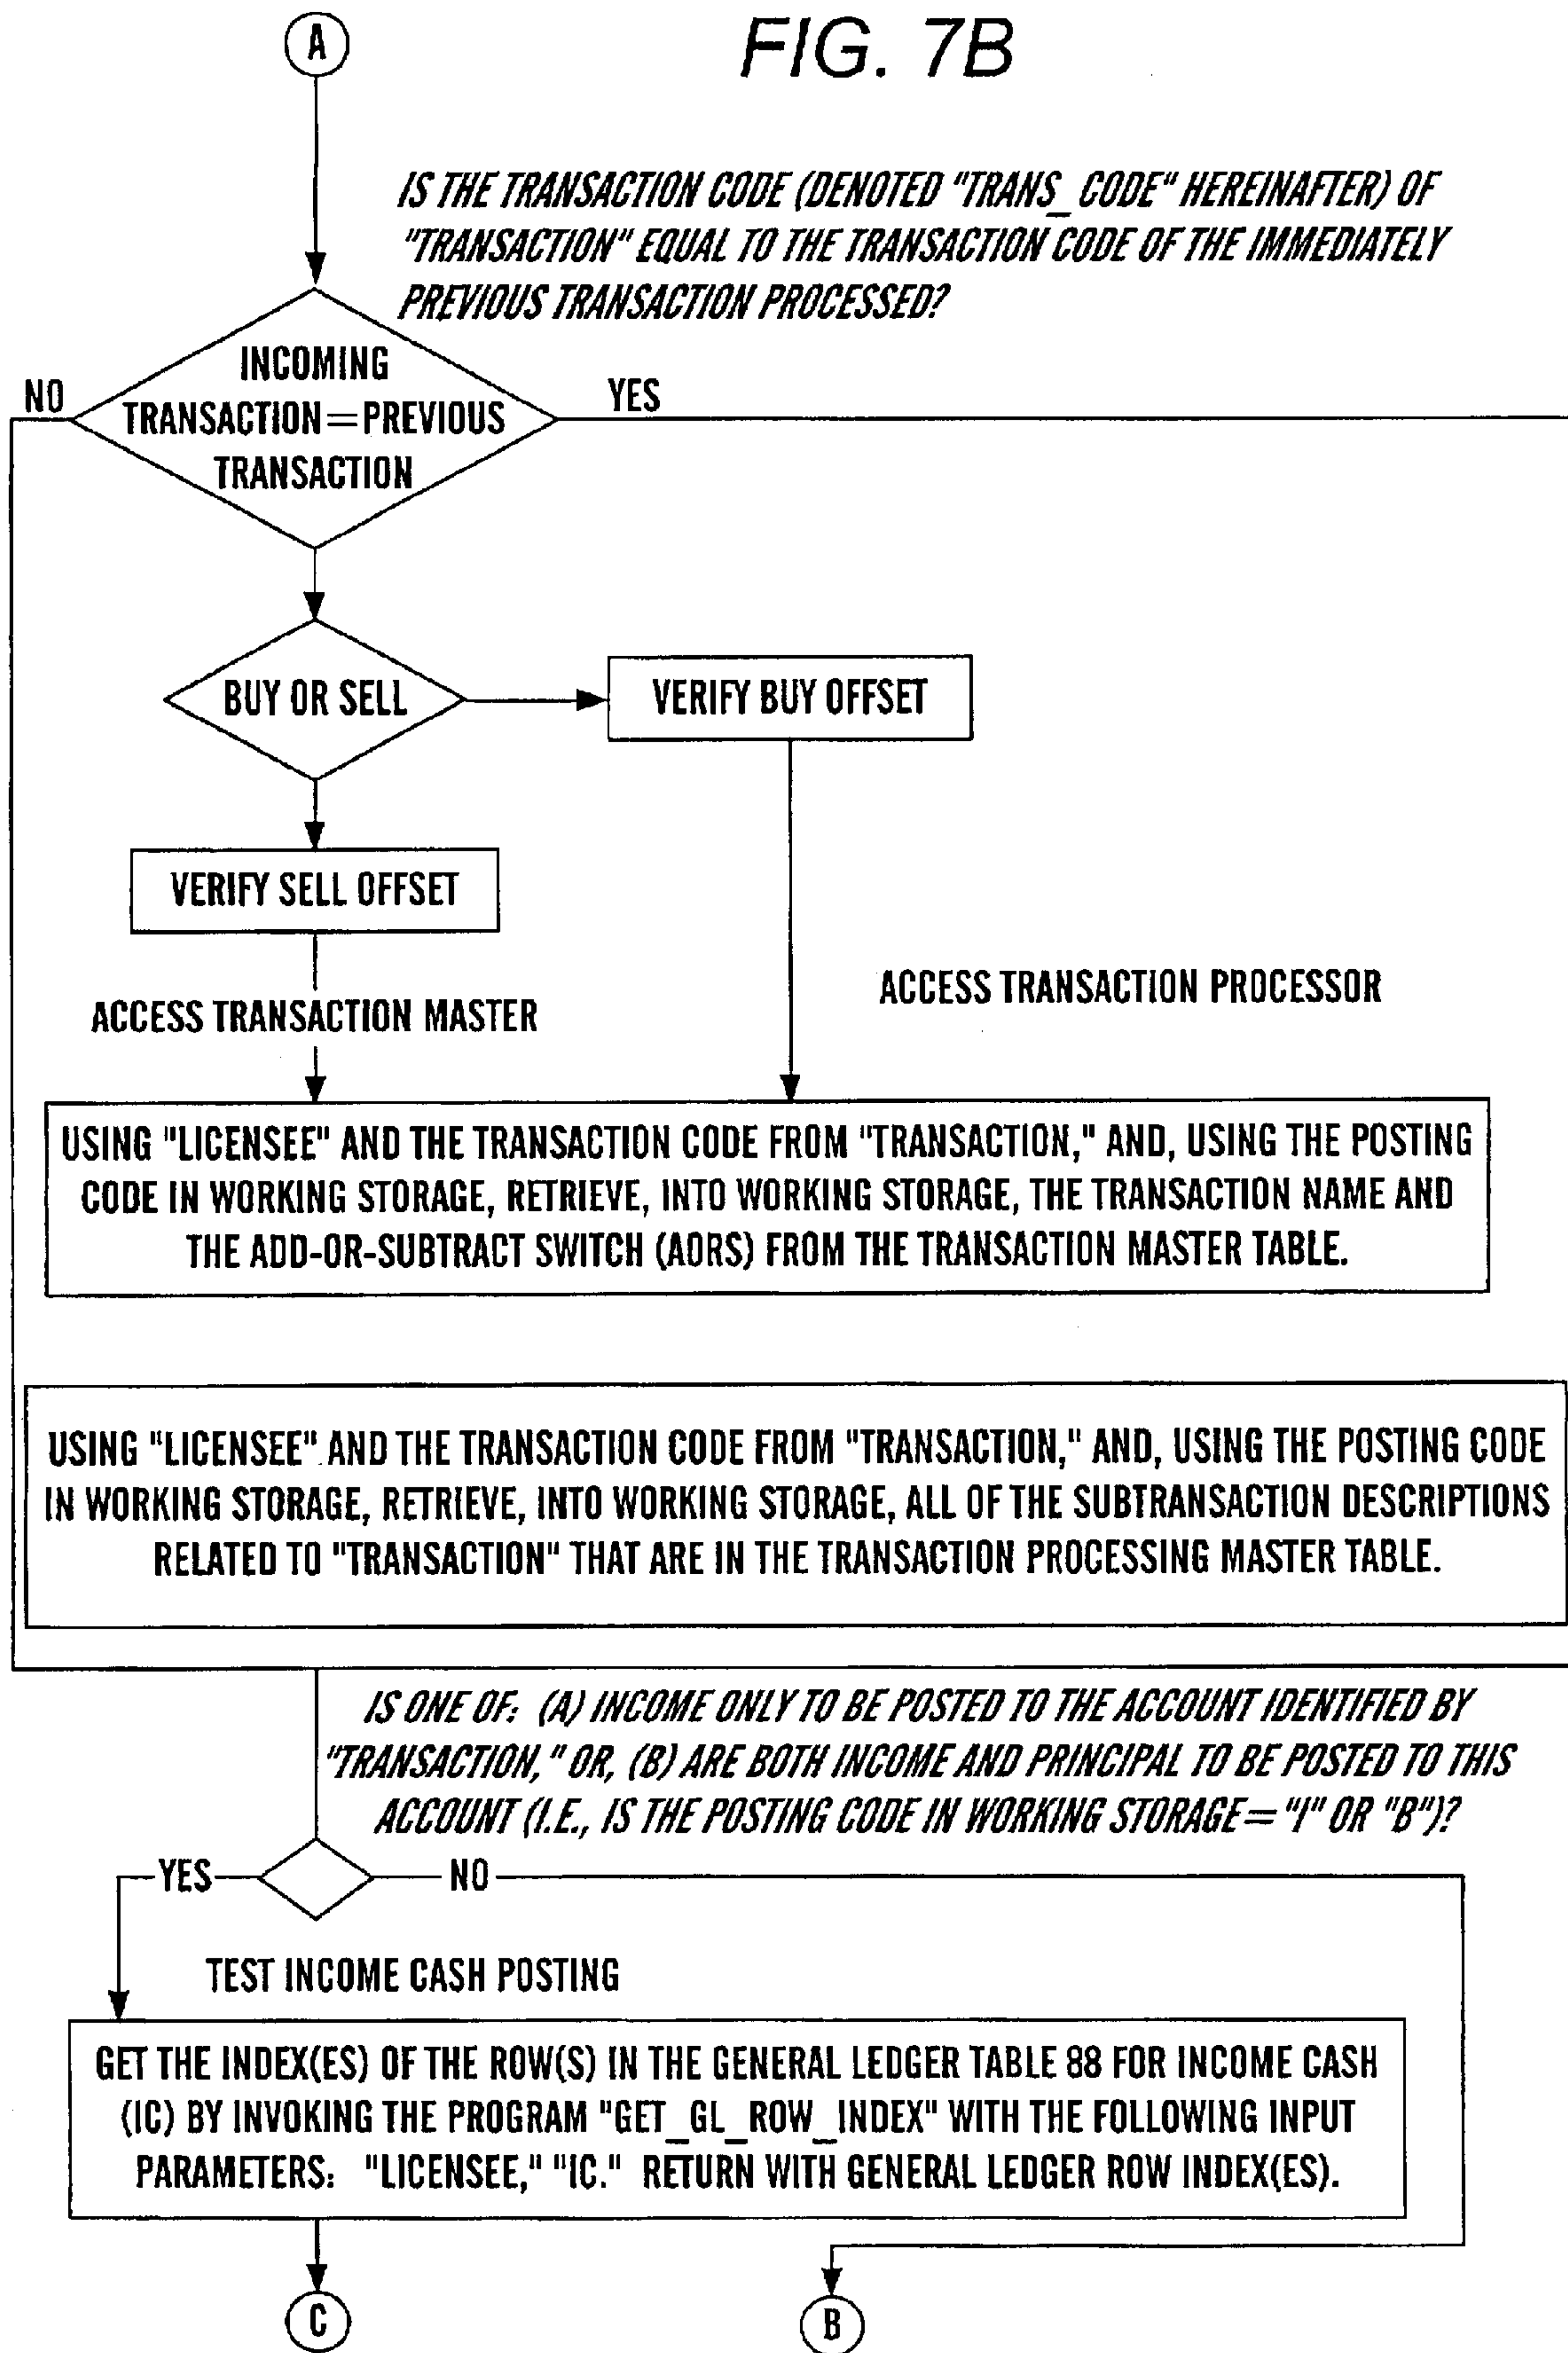 A
FIG. 7B
IS THE TRANSACTION CODE (DENOTED "TRANS_CODE" HEREINAFTER) OF
"TRANSACTION" EQUAL TO THE TRANSACTION CODE OF THE IMMEDIATELY
PREVIOUS TRANSACTION PROCESSED?
INCOMING
TRANSACTION=PREVIOUS
TRANSACTION
NO
YES
BUY OR SELL
VERIFY BUY OFFSET
VERIFY SELL OFFSET
ACCESS TRANSACTION MASTER
ACCESS TRANSACTION PROCESSOR
USING "LICENSEE" AND THE TRANSACTION CODE FROM "TRANSACTION," AND, USING THE POSTING
CODE IN WORKING STORAGE, RETRIEVE, INTO WORKING STORAGE, THE TRANSACTION NAME AND
THE ADD-OR-SUBTRACT SWITCH (AORS) FROM THE TRANSACTION MASTER TABLE.
USING "LICENSEE" AND THE TRANSACTION CODE FROM "TRANSACTION," AND, USING THE POSTING CODE
IN WORKING STORAGE, RETRIEVE, INTO WORKING STORAGE, ALL OF THE SUBTRANSACTION DESCRIPTIONS
RELATED TO "TRANSACTION" THAT ARE IN THE TRANSACTION PROCESSING MASTER TABLE.
IS ONE OF: (A) INCOME ONLY TO BE POSTED TO THE ACCOUNT IDENTIFIED BY
"TRANSACTION," OR, (B) ARE BOTH INCOME AND PRINCIPAL TO BE POSTED TO THIS
ACCOUNT (I.E., IS THE POSTING CODE IN WORKING STORAGE="I" OR "B")?
YES
NO
TEST INCOME CASH POSTING
GET THE INDEX(ES) OF THE ROW(S) IN THE GENERAL LEDGER TABLE 88 FOR INCOME CASH
(IC) BY INVOKING THE PROGRAM "GET_GL_ROW_INDEX" WITH THE FOLLOWING INPUT
PARAMETERS: "LICENSEE," "IC." RETURN WITH GENERAL LEDGER ROW INDEX(ES).
C
B